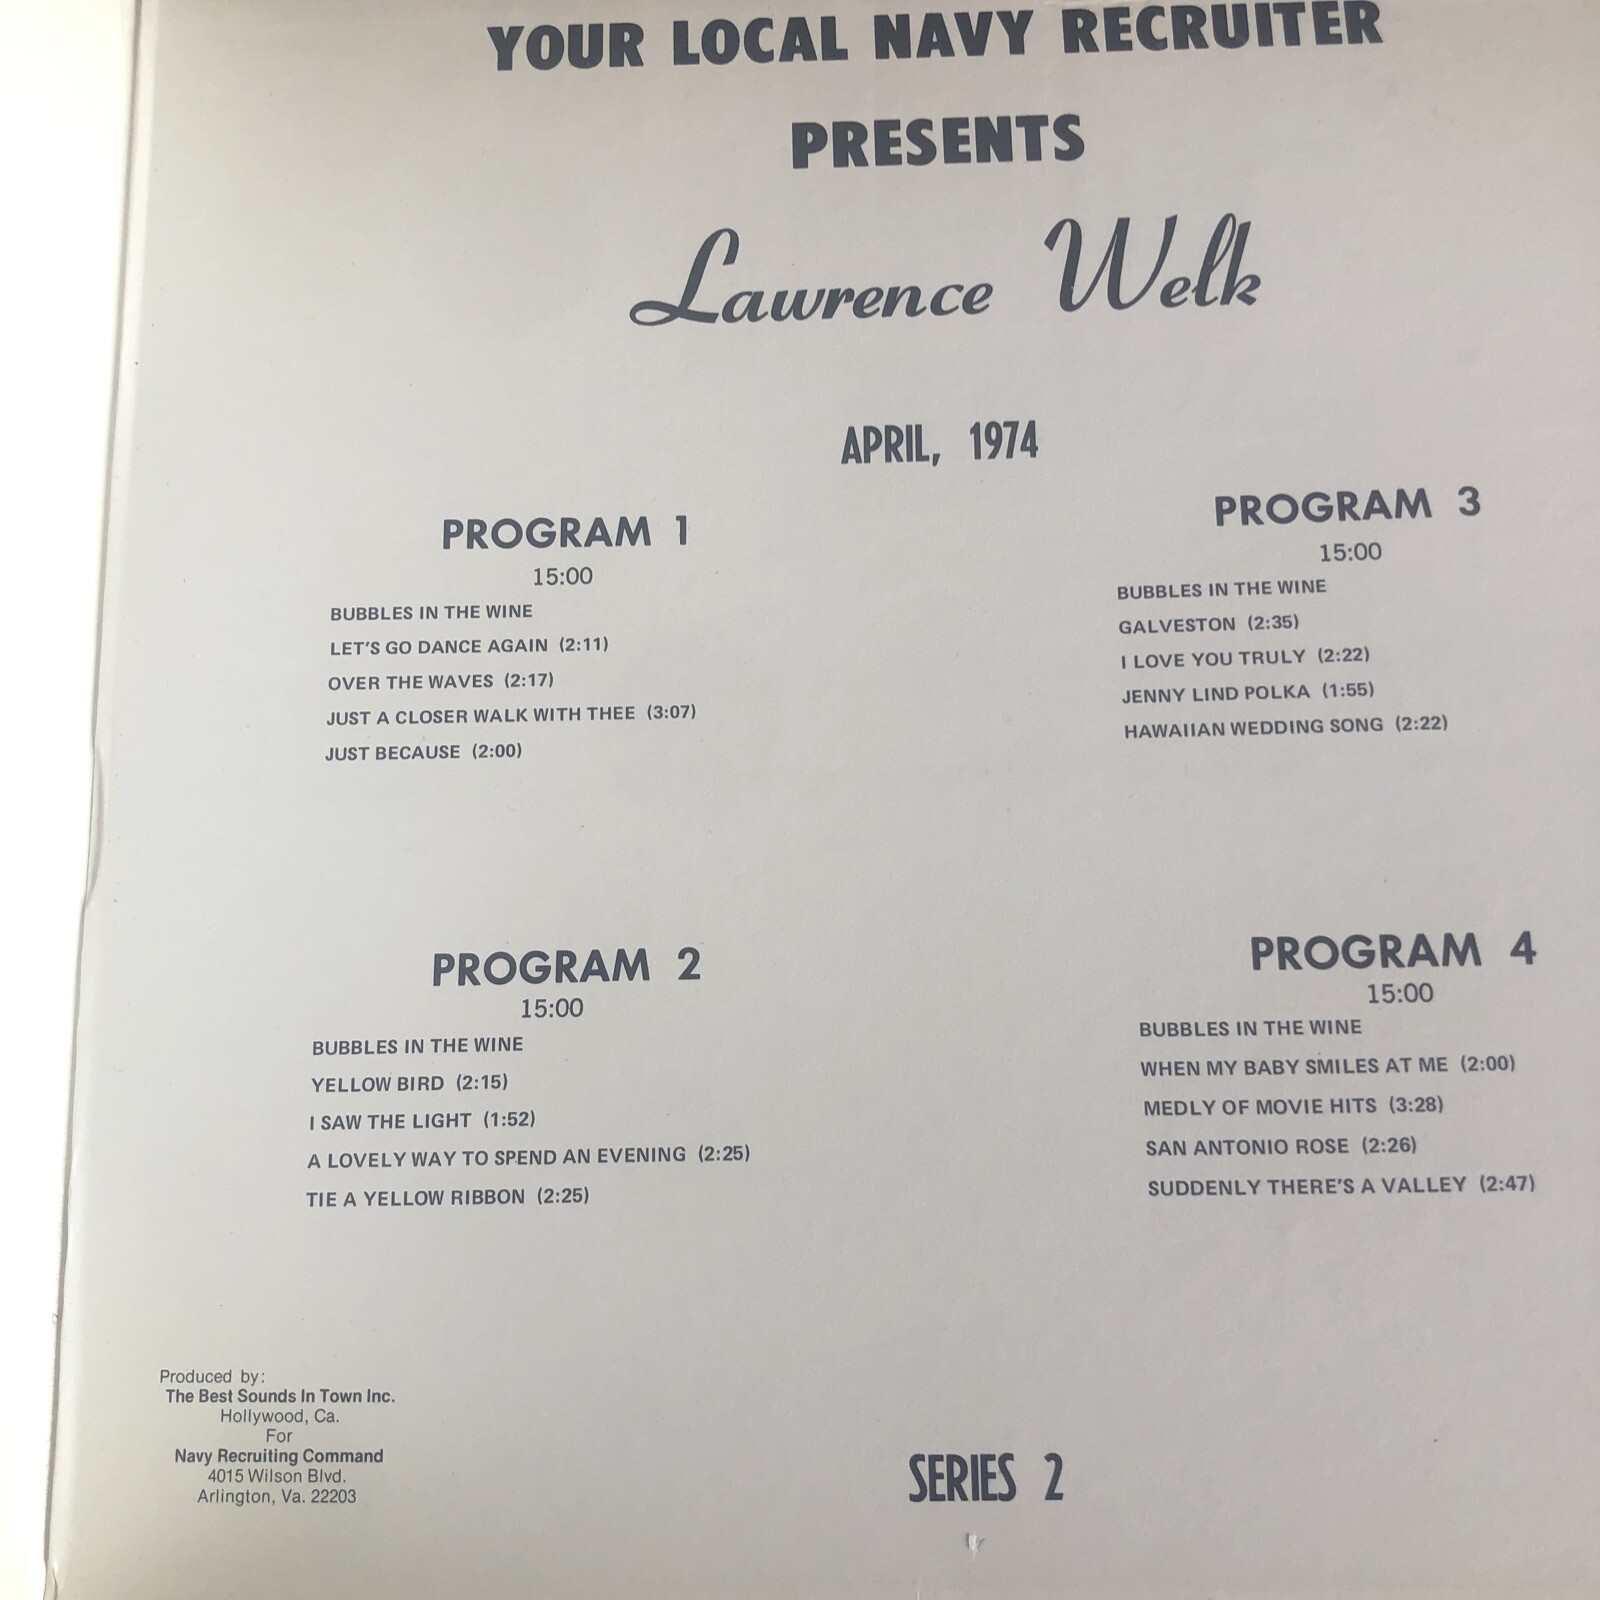 YOUR LOCAL NAVY RECRUITER
PRESENTS
Lawrence Welk
APRIL, 1974
PROGRAM 1
15:00
BUBBLES IN THE WINE
LET'S GO DANCE AGAIN (2:11)
OVER THE WAVES (2:17)
JUST A CLOSER WALK WITH THEE (3:07)
JUST BECAUSE (2:00)
PROGRAM 2
15:00
BUBBLES IN THE WINE
YELLOW BIRD (2:15)
I SAW THE LIGHT (1:52)
A LOVELY WAY TO SPEND AN EVENING (2:25)
TIE A YELLOW RIBBON (2:25)
PROGRAM 3
15:00
BUBBLES IN THE WINE
GALVESTON (2:35)
I LOVE YOU TRULY (2:22)
JENNY LIND POLKA (1:55)
HAWAIIAN WEDDING SONG (2:22)
PROGRAM 4
15:00
BUBBLES IN THE WINE
WHEN MY BABY SMILES AT ME (2:00)
MEDLY OF MOVIE HITS (3:28)
SAN ANTONIO ROSE (2:26)
SUDDENLY THERE'S A VALLEY (2:47)
Produced by:
The Best Sounds In Town Inc.
Hollywood, Ca.
For
Navy Recruiting Command
4015 Wilson Blvd.
Arlington, Va. 22203
SERIES 2